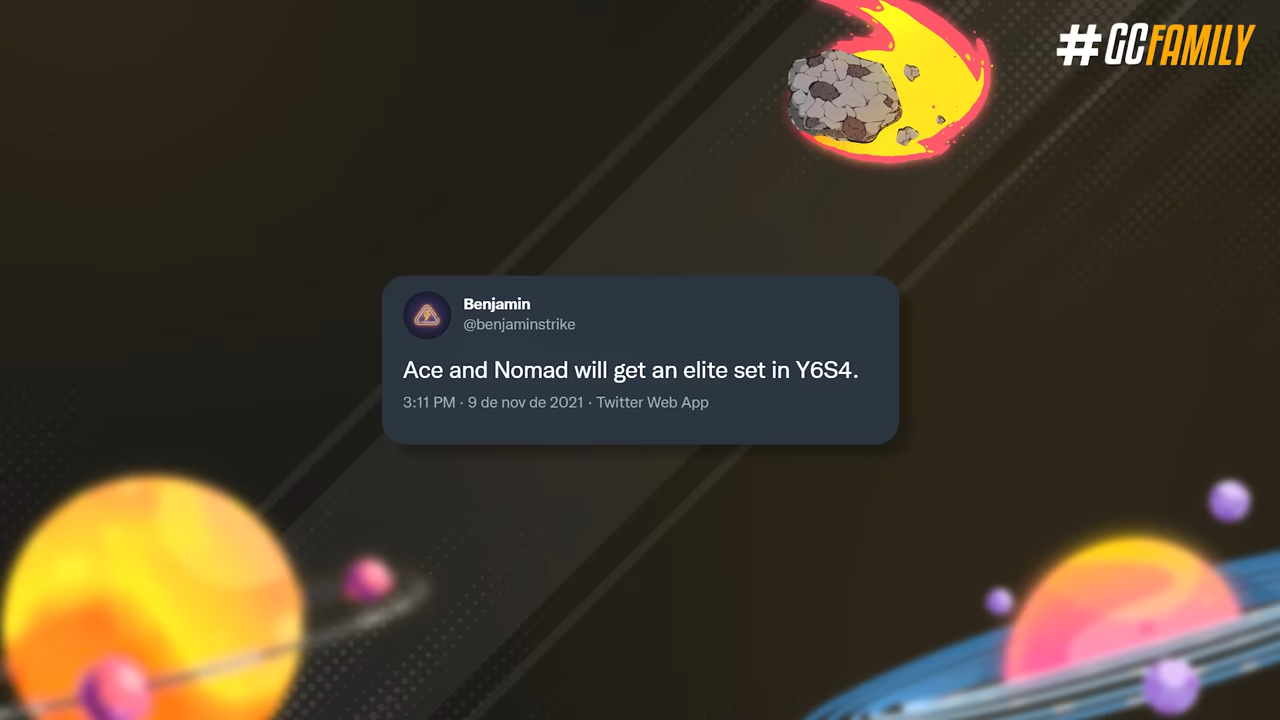 #GCFAMILY
Benjamin
@benjaminstrike
Ace and Nomad will get an elite set in Y6S4.
3:11 PM · 9 de nov de 2021 · Twitter Web App